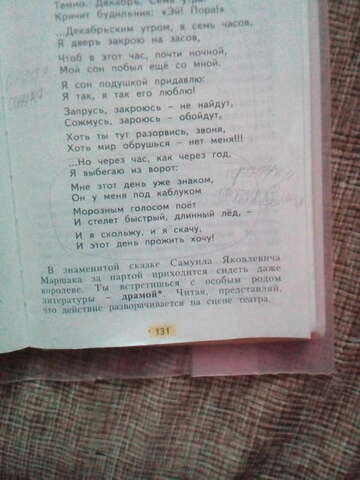 Темно. Декабрь. Семь утра.
Кричит будильник: «Эй! Пора!»
...Декабрьским утром, в семь часов,
Я дверь закрою на засов,
Чтоб в этот час, почти ночной,
Мой сон побыл ещё со мной.
Я сон подушкой придавлю:
Я так, я так его люблю!
Запрусь, закроюсь – не найдут,
Сожмусь, зароюсь – обойдут,
Хоть ты тут разорвись, звоня,
Хоть мир обрушься – нет меня!!!
...Но через час, как через год,
Я выбегаю из ворот:
Мне этот день уже знаком,
Он у меня под каблуком
Морозным голосом поёт
И стелет быстрый, длинный лёд, –
И я скольжу, и я скачу,
И этот день прожить хочу!
В знаменитой сказке Самуила Яковлевича
Маршака за партой приходится сидеть даже
королеве. Ты встретишься с особым родом
литературы – драмой*. Читая, представляй,
что действие разворачивается на сцене театра.
131